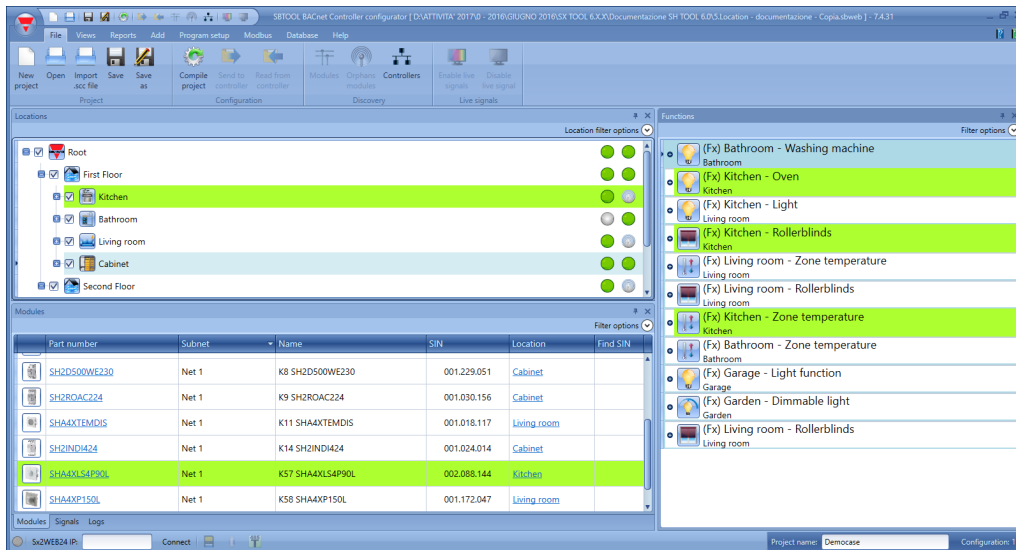 SBTOOL BACnet Controller configurator [ D:\ATTIVITA' 2017\0 - 2016\GIUGNO 2016\SX TOOL 6.X.X\Documentazione SH TOOL 6.0\5.Location - documentazione - Copia.sbweb ] - 7.4.31
File Views Reports Add Program setup Modbus Database Help
New project
Open
Import .scc file
Save
Save as
Compile project
Send to controller
Read from controller
Modules
Orphans modules
Controllers
Enable live signals
Disable live signal
Project Configuration Discovery Live signals
Locations
Location filter options
Root
First Floor
Kitchen
Bathroom
Living room
Cabinet
Second Floor
Modules
Filter options
Part number Subnet Name SIN Location Find SIN
SH2D500WE230 Net 1 K8 SH2D500WE230 001.229.051 Cabinet
SH2ROAC224 Net 1 K9 SH2ROAC224 001.030.156 Cabinet
SHA4XTEMDIS Net 1 K11 SHA4XTEMDIS 001.018.117 Living room
SH2INDI424 Net 1 K14 SH2INDI424 001.024.014 Cabinet
SHA4XLS4P90L Net 1 K57 SHA4XLS4P90L 002.088.144 Kitchen
SHA4XP150L Net 1 K58 SHA4XP150L 001.172.047 Living room
Modules Signals Logs
Functions
Filter options
(Fx) Bathroom - Washing machine
Bathroom
(Fx) Kitchen - Oven
Kitchen
(Fx) Kitchen - Light
Living room
(Fx) Kitchen - Rollerblinds
Kitchen
(Fx) Living room - Zone temperature
Living room
(Fx) Living room - Rollerblinds
Living room
(Fx) Kitchen - Zone temperature
Kitchen
(Fx) Bathroom - Zone temperature
Bathroom
(Fx) Garage - Light function
Garage
(Fx) Garden - Dimmable light
Garden
(Fx) Living room - Rollerblinds
Living room
Sx2WEB24 IP: Connect Project name: Democase Configuration: 1